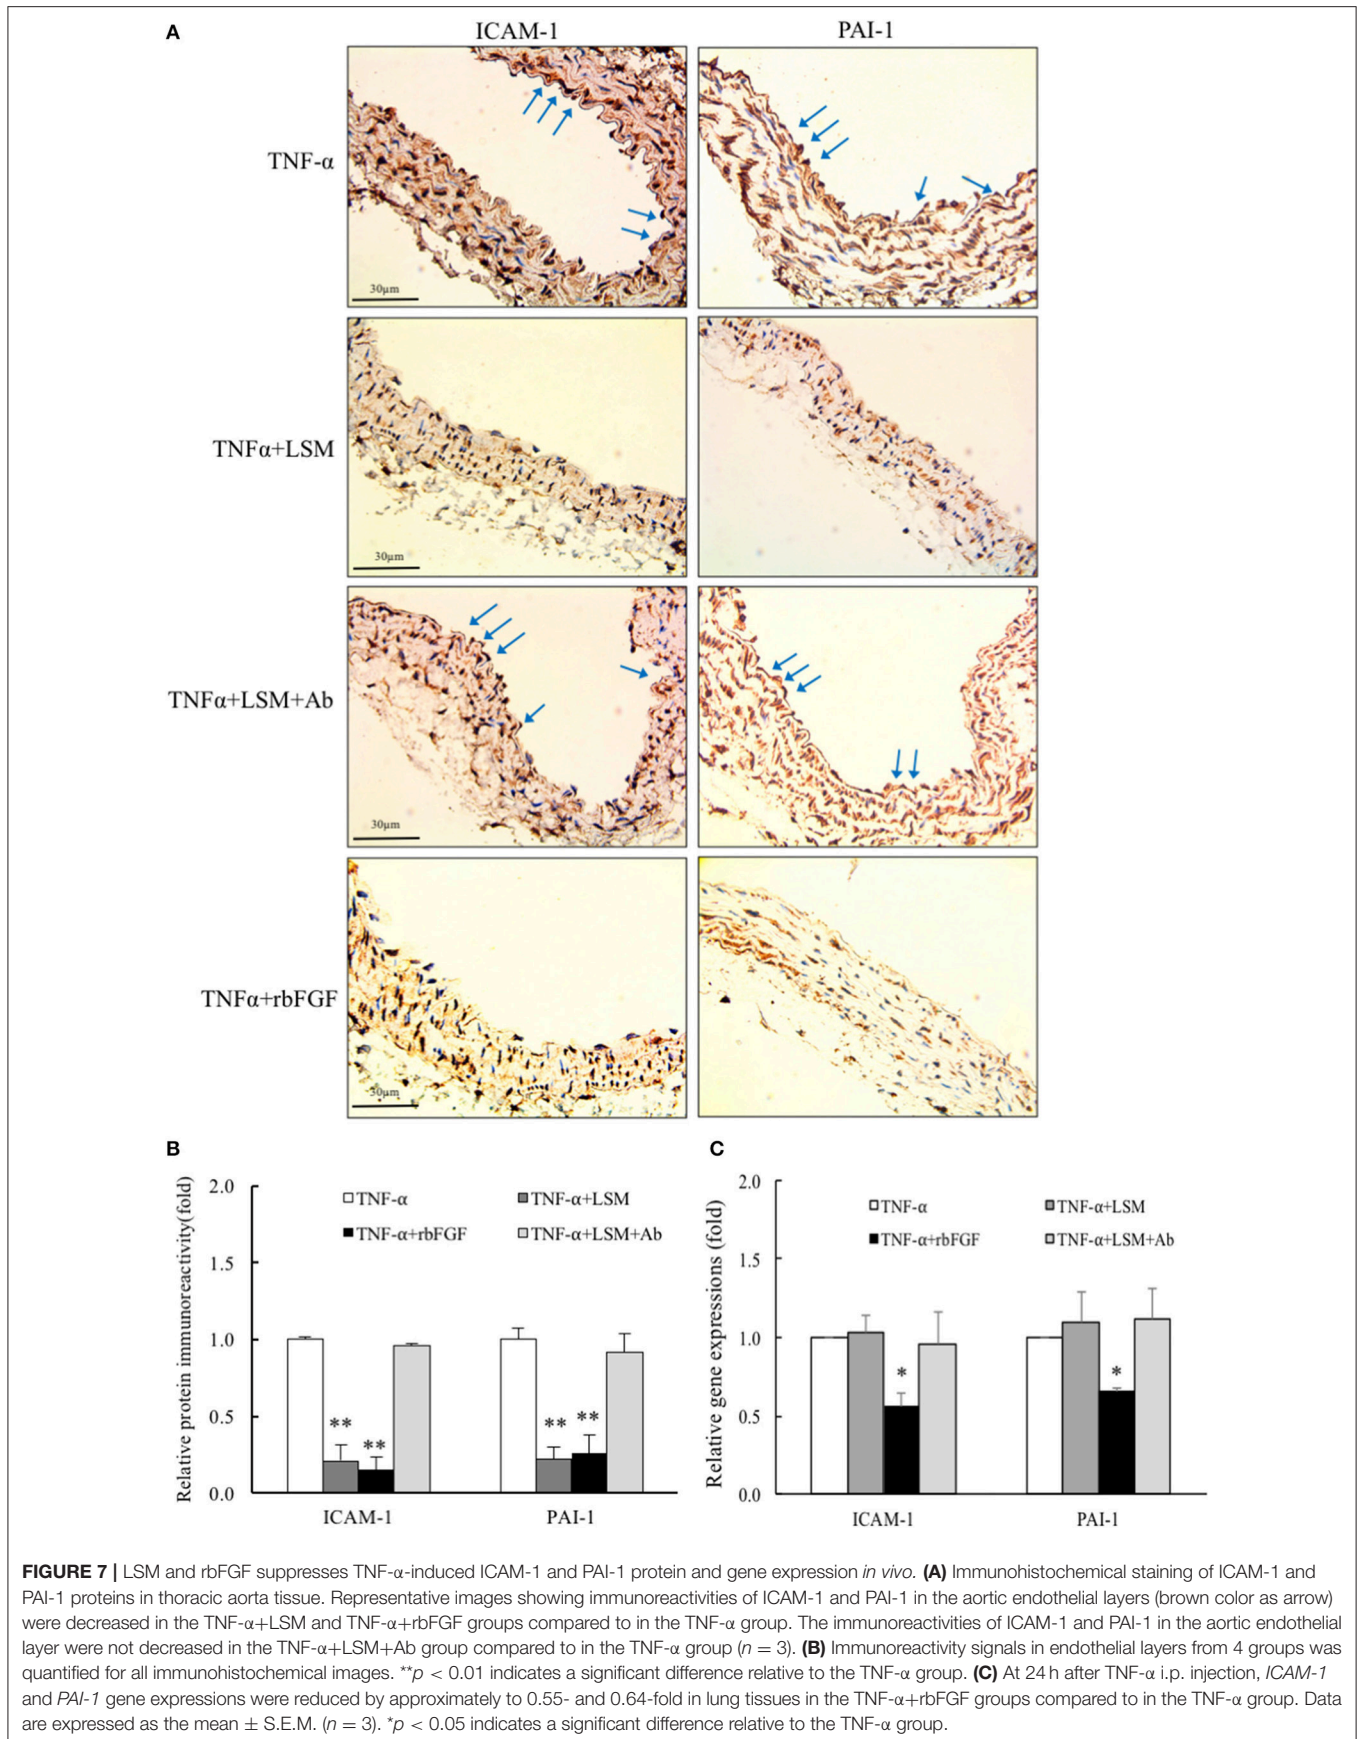 A
ICAM-1
PAI-1
TNF-α
30µm
TNFα+LSM
30µm
TNFα+LSM+Ab
30µm
TNFα+rbFGF
30µm
B
Relative protein immunoreactivity(fold)
2.0
1.5
1.0
0.5
0.0
TNF-α
TNF-α+LSM
TNF-α+rbFGF
TNF-α+LSM+Ab
**
**
**
**
ICAM-1
PAI-1
C
Relative gene expressions (fold)
2.0
1.5
1.0
0.5
0.0
TNF-α
TNF-α+LSM
TNF-α+rbFGF
TNF-α+LSM+Ab
*
*
ICAM-1
PAI-1
FIGURE 7 | LSM and rbFGF suppresses TNF-α-induced ICAM-1 and PAI-1 protein and gene expression in vivo. (A) Immunohistochemical staining of ICAM-1 and
PAI-1 proteins in thoracic aorta tissue. Representative images showing immunoreactivities of ICAM-1 and PAI-1 in the aortic endothelial layers (brown color as arrow)
were decreased in the TNF-α+LSM and TNF-α+rbFGF groups compared to in the TNF-α group. The immunoreactivities of ICAM-1 and PAI-1 in the aortic endothelial
layer were not decreased in the TNF-α+LSM+Ab group compared to in the TNF-α group (n = 3). (B) Immunoreactivity signals in endothelial layers from 4 groups was
quantified for all immunohistochemical images. **p < 0.01 indicates a significant difference relative to the TNF-α group. (C) At 24 h after TNF-α i.p. injection, ICAM-1
and PAI-1 gene expressions were reduced by approximately to 0.55- and 0.64-fold in lung tissues in the TNF-α+rbFGF groups compared to in the TNF-α group. Data
are expressed as the mean ± S.E.M. (n = 3). *p < 0.05 indicates a significant difference relative to the TNF-α group.